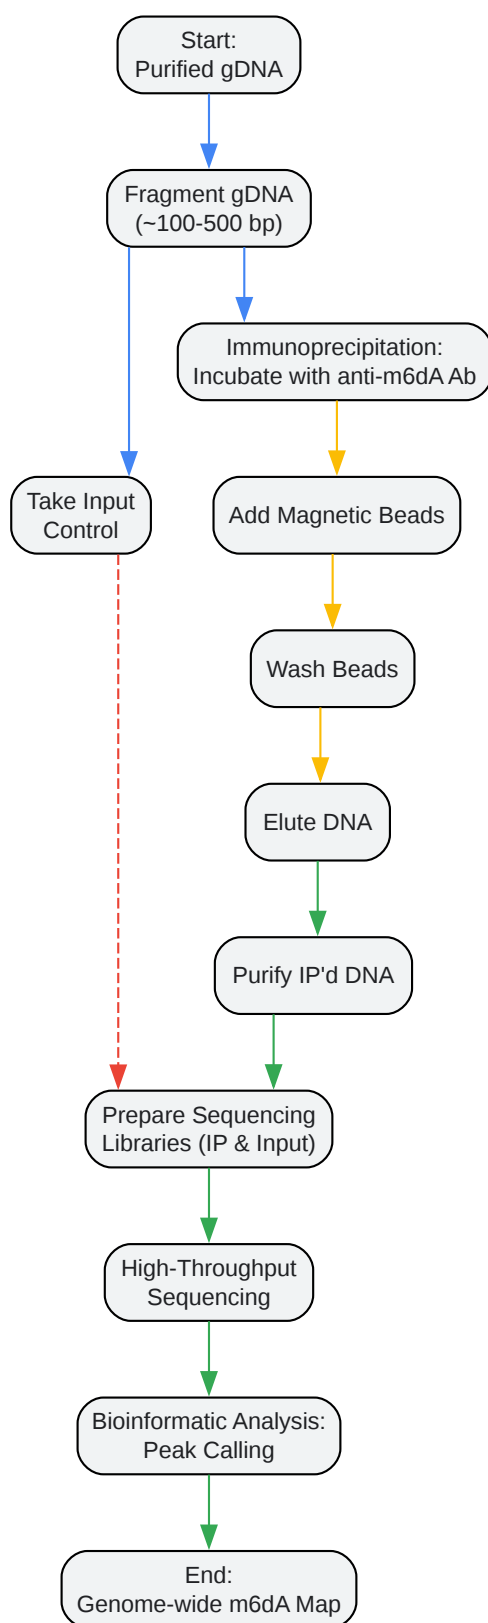 Start:
Purified gDNA
Fragment gDNA
(~100-500 bp)
Immunoprecipitation:
Incubate with anti-m6dA Ab
Take Input
Control
Add Magnetic Beads
Wash Beads
Elute DNA
Purify IP'd DNA
Prepare Sequencing
Libraries (IP & Input)
High-Throughput
Sequencing
Bioinformatic Analysis:
Peak Calling
End:
Genome-wide m6dA Map